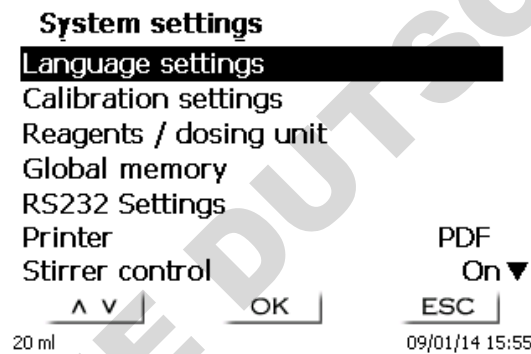 System settings
Language settings
Calibration settings
Reagents / dosing unit
Global memory
RS232 Settings
Printer PDF
Stirrer control On ▼
∧ ∨ OK ESC
20 ml 09/01/14 15:55